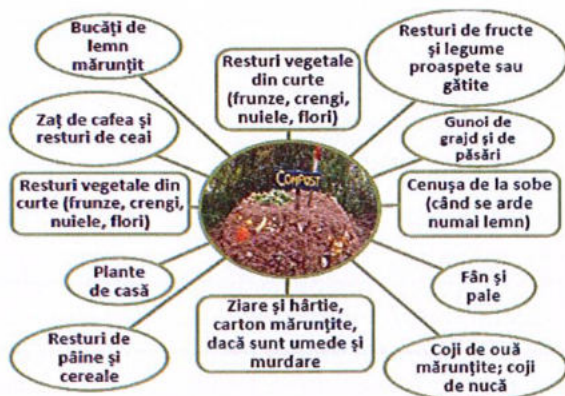 Bucăți de
lemn
mărunțit
Resturi vegetale
din curte
(frunze, crengi,
nuiele, flori)
Resturi de fructe
și legume
proaspete sau
gătite
Zaț de cafea și
resturi de ceai
Gunoi de
grajd și de
păsări
Resturi vegetale din
curte (frunze, crengi,
nuiele, flori)
COMPOST
Cenușa de la sobe
(când se arde
numai lemn)
Plante
de casă
Ziare și hârtie,
carton mărunțite,
dacă sunt umede și
murdare
Fân și
paie
Resturi de
pâine și
cereale
Coji de ouă
mărunțite; coji
de nucă